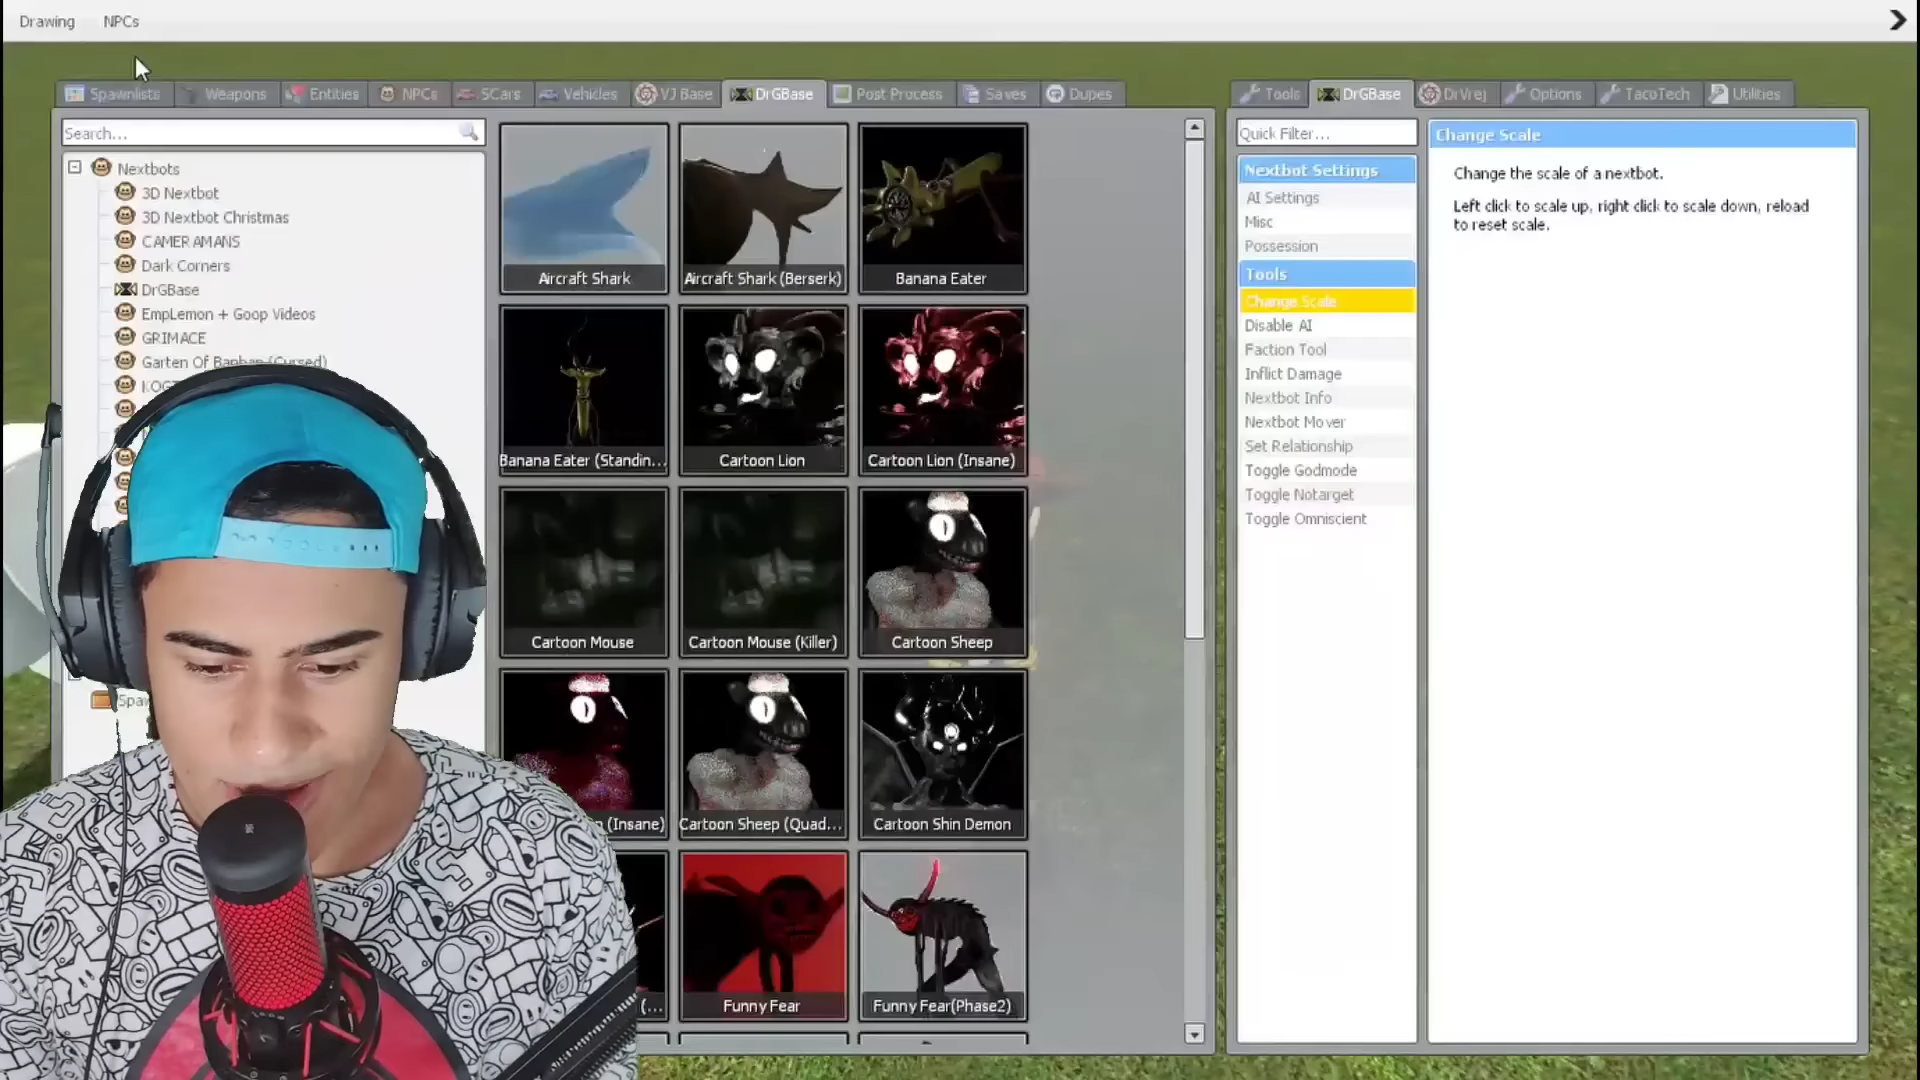 Drawing NPCs
Spawnlists Weapons Entities NPCs SCars Vehicles VJ Base DrGBase Post Process Saves Dupes
Tools DrGBase DrVrej Options TacoTech Utilities
Search...
Nextbots
3D Nextbot
3D Nextbot Christmas
CAMERAMANS
Dark Corners
DrGBase
EmpLemon + Goop Videos
GRIMACE
Garten Of Banban (Cursed)
Aircraft Shark
Aircraft Shark (Berserk)
Banana Eater
Banana Eater (Standin...
Cartoon Lion
Cartoon Lion (Insane)
Cartoon Mouse
Cartoon Mouse (Killer)
Cartoon Sheep
(Insane)
Cartoon Sheep (Quad...
Cartoon Shin Demon
(...
Funny Fear
Funny Fear(Phase2)
Quick Filter...
Nextbot Settings
AI Settings
Misc
Possession
Tools
Change Scale
Disable AI
Faction Tool
Inflict Damage
Nextbot Info
Nextbot Mover
Set Relationship
Toggle Godmode
Toggle Notarget
Toggle Omniscient
Change Scale
Change the scale of a nextbot.
Left click to scale up, right click to scale down, reload
to reset scale.